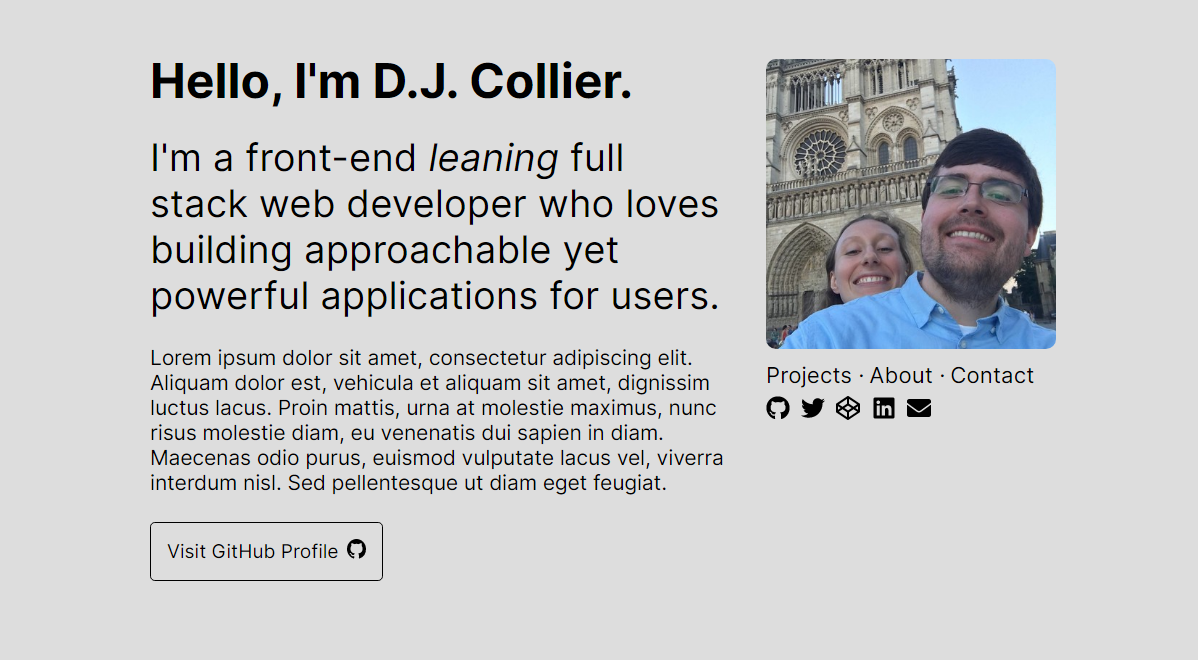 Hello, I'm D.J. Collier.
I'm a front-end leaning full
stack web developer who loves
building approachable yet
powerful applications for users.
Lorem ipsum dolor sit amet, consectetur adipiscing elit.
Aliquam dolor est, vehicula et aliquam sit amet, dignissim
luctus lacus. Proin mattis, urna at molestie maximus, nunc
risus molestie diam, eu venenatis dui sapien in diam.
Maecenas odio purus, euismod vulputate lacus vel, viverra
interdum nisl. Sed pellentesque ut diam eget feugiat.
Visit GitHub Profile
Projects · About · Contact